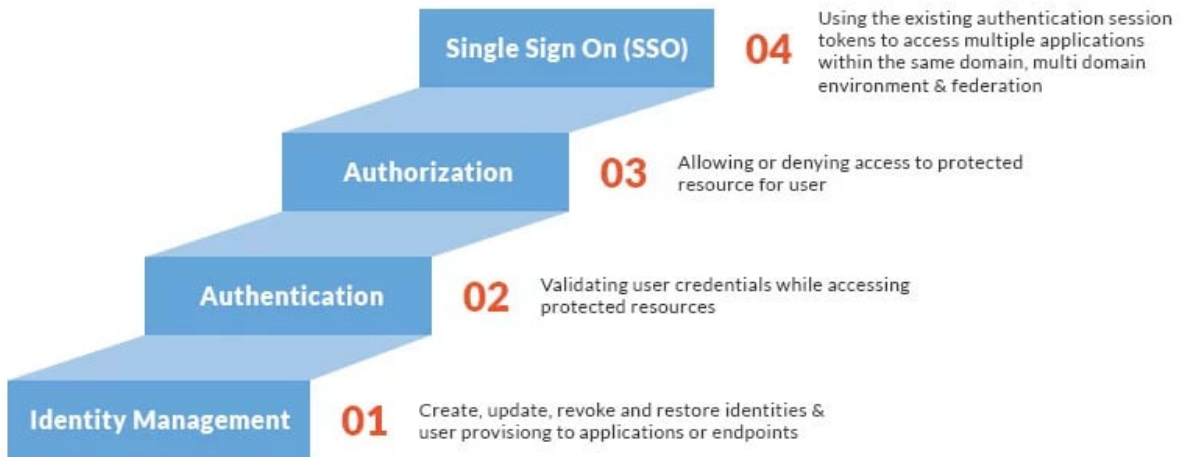 Single Sign On (SSO)
04
Using the existing authentication session
tokens to access multiple applications
within the same domain, multi domain
environment & federation
Authorization
03
Allowing or denying access to protected
resource for user
Authentication
02
Validating user credentials while accessing
protected resources
Identity Management
01
Create, update, revoke and restore identities &
user provisiong to applications or endpoints